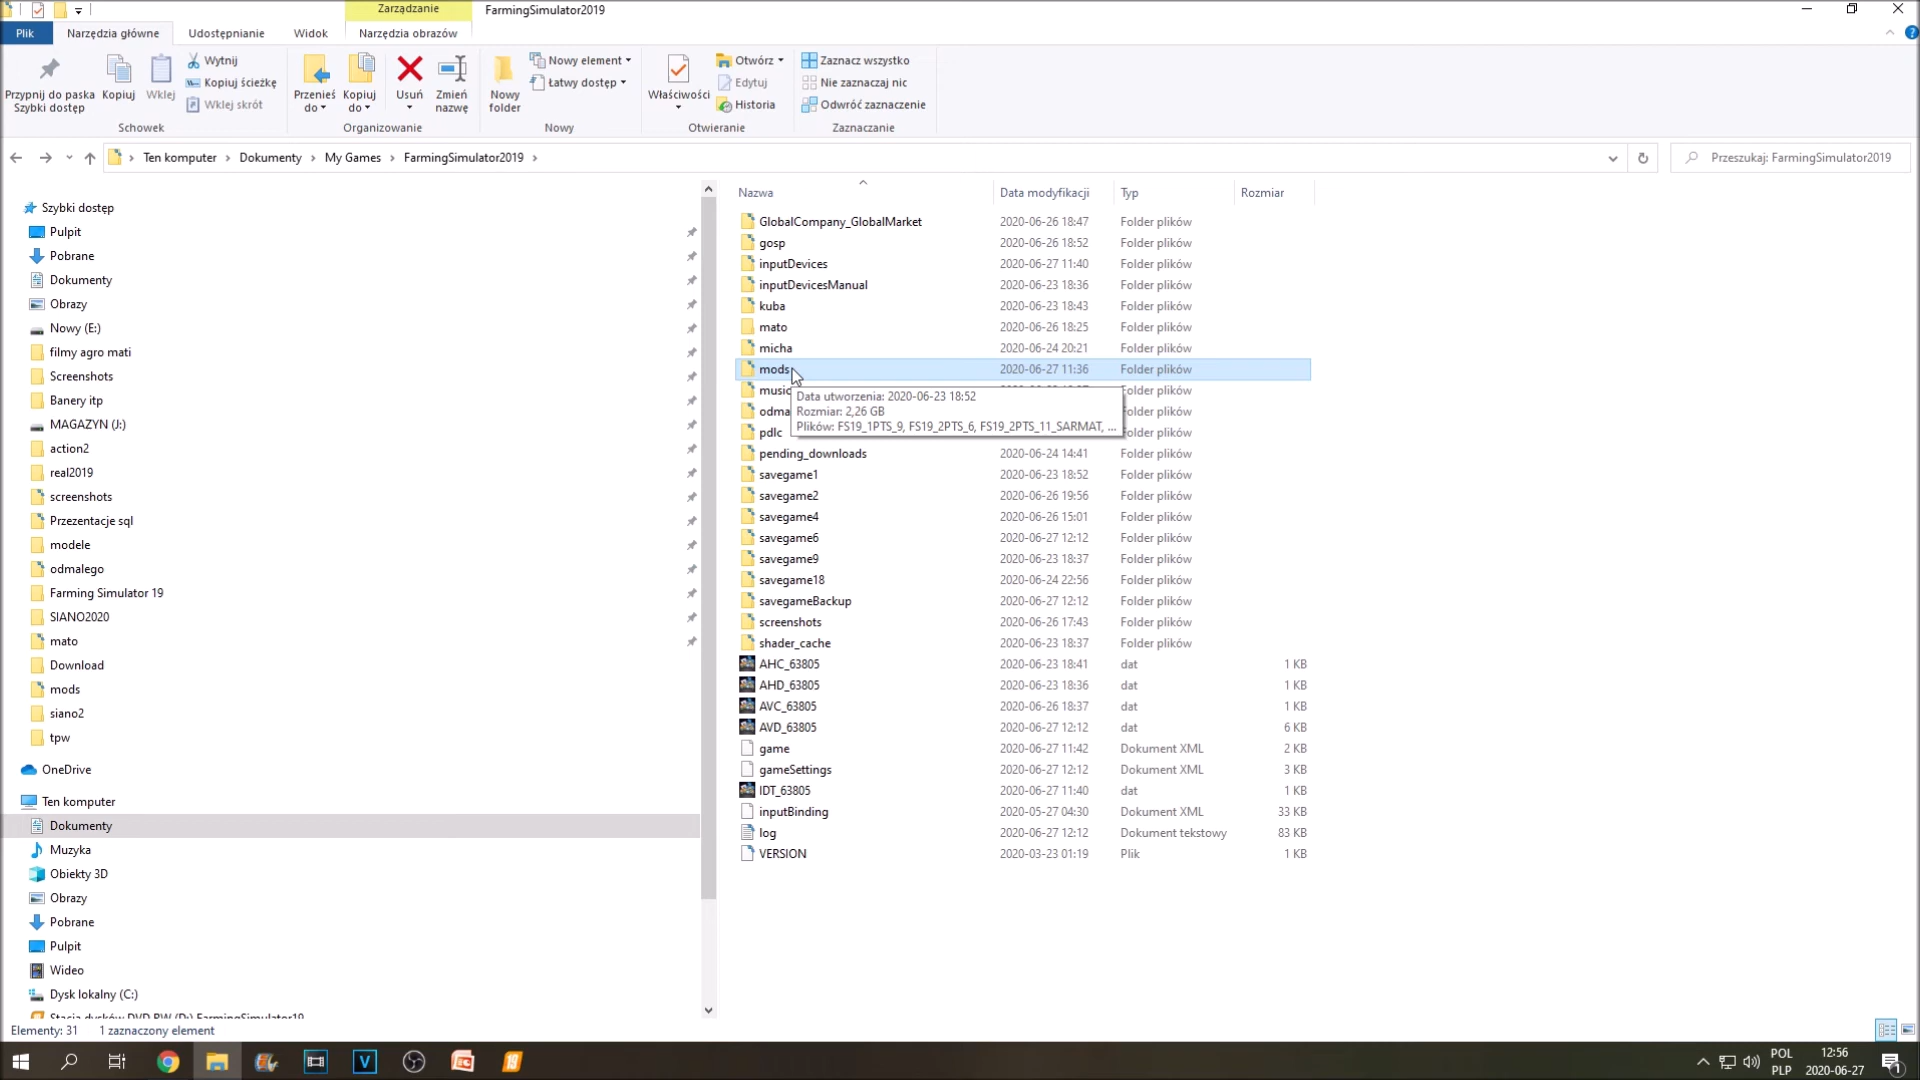 Zarządzanie
FarmingSimulator2019
Plik
Narzędzia główne
Udostępnianie
Widok
Narzędzia obrazów
Przypnij do paska
Szybki dostęp
Kopiuj
Wklej
Wytnij
Kopiuj ścieżkę
Wklej skrót
Schowek
Przenieś
do
Kopiuj
do
Usuń
Zmień
nazwę
Organizowanie
Nowy
folder
Nowy element
Łatwy dostęp
Nowy
Właściwości
Otwórz
Edytuj
Historia
Otwieranie
Zaznacz wszystko
Nie zaznaczaj nic
Odwróć zaznaczenie
Zaznaczanie
Ten komputer > Dokumenty > My Games > FarmingSimulator2019 >
Przeszukaj: FarmingSimulator2019
Szybki dostęp
Pulpit
Pobrane
Dokumenty
Obrazy
Nowy (E:)
filmy agro mati
Screenshots
Banery itp
MAGAZYN (J:)
action2
real2019
screenshots
Przezentacje sql
modele
odmalego
Farming Simulator 19
SIANO2020
mato
Download
mods
siano2
tpw
OneDrive
Ten komputer
Dokumenty
Muzyka
Obiekty 3D
Obrazy
Pobrane
Pulpit
Wideo
Dysk lokalny (C:)
Stacja dysków DVD RW (D:) FarmingSimulator19
Nazwa Data modyfikacji Typ Rozmiar
GlobalCompany_GlobalMarket 2020-06-26 18:47 Folder plików
gosp 2020-06-26 18:52 Folder plików
inputDevices 2020-06-27 11:40 Folder plików
inputDevicesManual 2020-06-23 18:36 Folder plików
kuba 2020-06-23 18:43 Folder plików
mato 2020-06-26 18:25 Folder plików
micha 2020-06-24 20:21 Folder plików
mods 2020-06-27 11:36 Folder plików
music Folder plików
odma Folder plików
pdlc Folder plików
Data utworzenia: 2020-06-23 18:52
Rozmiar: 2,26 GB
Plików: FS19_1PTS_9, FS19_2PTS_6, FS19_2PTS_11_SARMAT, ...
pending_downloads 2020-06-24 14:41 Folder plików
savegame1 2020-06-23 18:52 Folder plików
savegame2 2020-06-26 19:56 Folder plików
savegame4 2020-06-26 15:01 Folder plików
savegame6 2020-06-27 12:12 Folder plików
savegame9 2020-06-23 18:37 Folder plików
savegame18 2020-06-24 22:56 Folder plików
savegameBackup 2020-06-27 12:12 Folder plików
screenshots 2020-06-26 17:43 Folder plików
shader_cache 2020-06-23 18:37 Folder plików
AHC_63805 2020-06-23 18:41 dat 1 KB
AHD_63805 2020-06-23 18:36 dat 1 KB
AVC_63805 2020-06-26 18:37 dat 1 KB
AVD_63805 2020-06-27 12:12 dat 6 KB
game 2020-06-27 11:42 Dokument XML 2 KB
gameSettings 2020-06-27 12:12 Dokument XML 3 KB
IDT_63805 2020-06-27 11:40 dat 1 KB
inputBinding 2020-05-27 04:30 Dokument XML 33 KB
log 2020-06-27 12:12 Dokument tekstowy 83 KB
VERSION 2020-03-23 01:19 Plik 1 KB
Elementy: 31 1 zaznaczony element
POL
PLP
12:56
2020-06-27